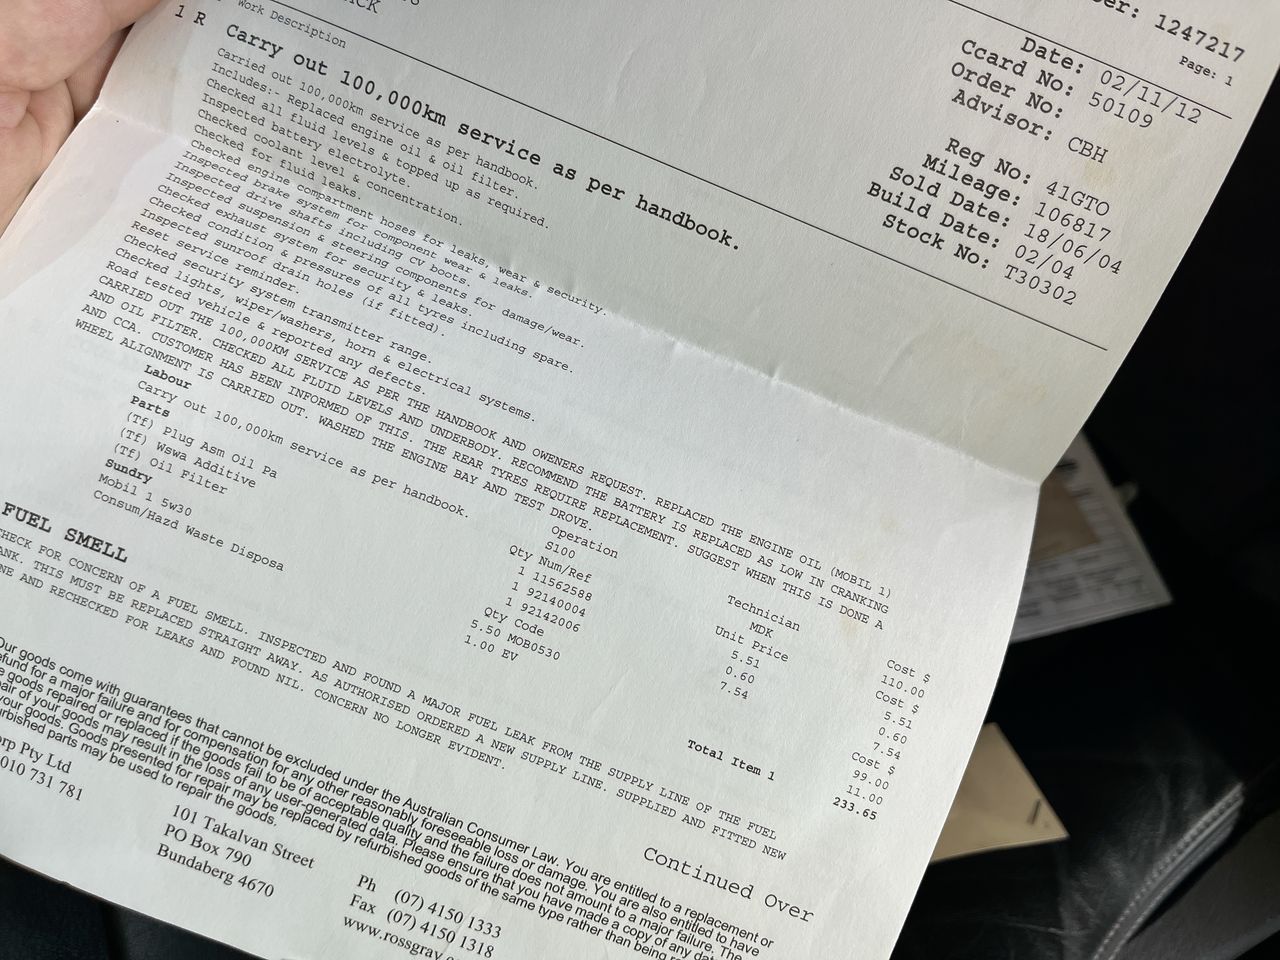 1247217
Page: 1
Date: 02/11/12
Ccard No: 50109
Order No:
Advisor: CBH
Reg No: 41GTO
Mileage: 106817
Sold Date: 18/06/04
Build Date: 02/04
Stock No: T30302
Work Description
1 R Carry out 100,000km service as per handbook.
Carried out 100,000km service as per handbook.
Includes:- Replaced engine oil & oil filter.
Checked all fluid levels & topped up as required.
Inspected battery electrolyte.
Checked coolant level & concentration.
Checked for fluid leaks.
Checked engine compartment hoses for leaks, wear & security.
Inspected brake system for component wear & leaks.
Inspected drive shafts including CV boots.
Inspected suspension & steering components for damage/wear.
Checked exhaust system for security & leaks.
Checked condition & pressures of all tyres including spare.
Inspected sunroof drain holes (if fitted).
Reset service reminder.
Checked security system transmitter range.
Checked lights, wiper/washers, horn & electrical systems.
Road tested vehicle & reported any defects.
CARRIED OUT THE 100,000KM SERVICE AS PER THE HANDBOOK AND OWENERS REQUEST. REPLACED THE ENGINE OIL (MOBIL 1)
AND OIL FILTER. CHECKED ALL FLUID LEVELS AND UNDERBODY. RECOMMEND THE BATTERY IS REPLACED AS LOW IN CRANKING
AND CCA. CUSTOMER HAS BEEN INFORMED OF THIS. THE REAR TYRES REQUIRE REPLACEMENT. SUGGEST WHEN THIS IS DONE A
WHEEL ALIGNMENT IS CARRIED OUT. WASHED THE ENGINE BAY AND TEST DROVE.
Labour Operation Technician Cost $
Carry out 100,000km service as per handbook. S100 MDK 110.00
Parts Qty Num/Ref Unit Price Cost $
(Tf) Plug Asm Oil Pa 1 11562588 5.51 5.51
(Tf) Wswa Additive 1 92140004 0.60 0.60
(Tf) Oil Filter 1 92142006 7.54 7.54
Sundry Qty Code Cost $
Mobil 1 5w30 5.50 MOB0530 99.00
Consum/Hazd Waste Disposa 1.00 EV 11.00
Total Item 1 233.65
FUEL SMELL
CHECK FOR CONCERN OF A FUEL SMELL. INSPECTED AND FOUND A MAJOR FUEL LEAK FROM THE SUPPLY LINE OF THE FUEL
THIS MUST BE REPLACED STRAIGHT AWAY. AS AUTHORISED ORDERED A NEW SUPPLY LINE. SUPPLIED AND FITTED NEW
AND RECHECKED FOR LEAKS AND FOUND NIL. CONCERN NO LONGER EVIDENT.
Continued Over
Our goods come with guarantees that cannot be excluded under the Australian Consumer Law. You are entitled to a replacement or
refund for a major failure and for compensation for any other reasonably foreseeable loss or damage. You are also entitled to have
goods repaired or replaced if the goods fail to be of acceptable quality and the failure does not amount to a major failure. The
of your goods may result in the loss of any user-generated data. Please ensure that you have made a copy of any
your goods. Goods presented for repair may be replaced by refurbished goods of the same type rather than being
parts may be used to repair the goods.
Pty Ltd
010 731 781
101 Takalvan Street
PO Box 790
Bundaberg 4670
Ph (07) 4150 1333
Fax (07) 4150 1318